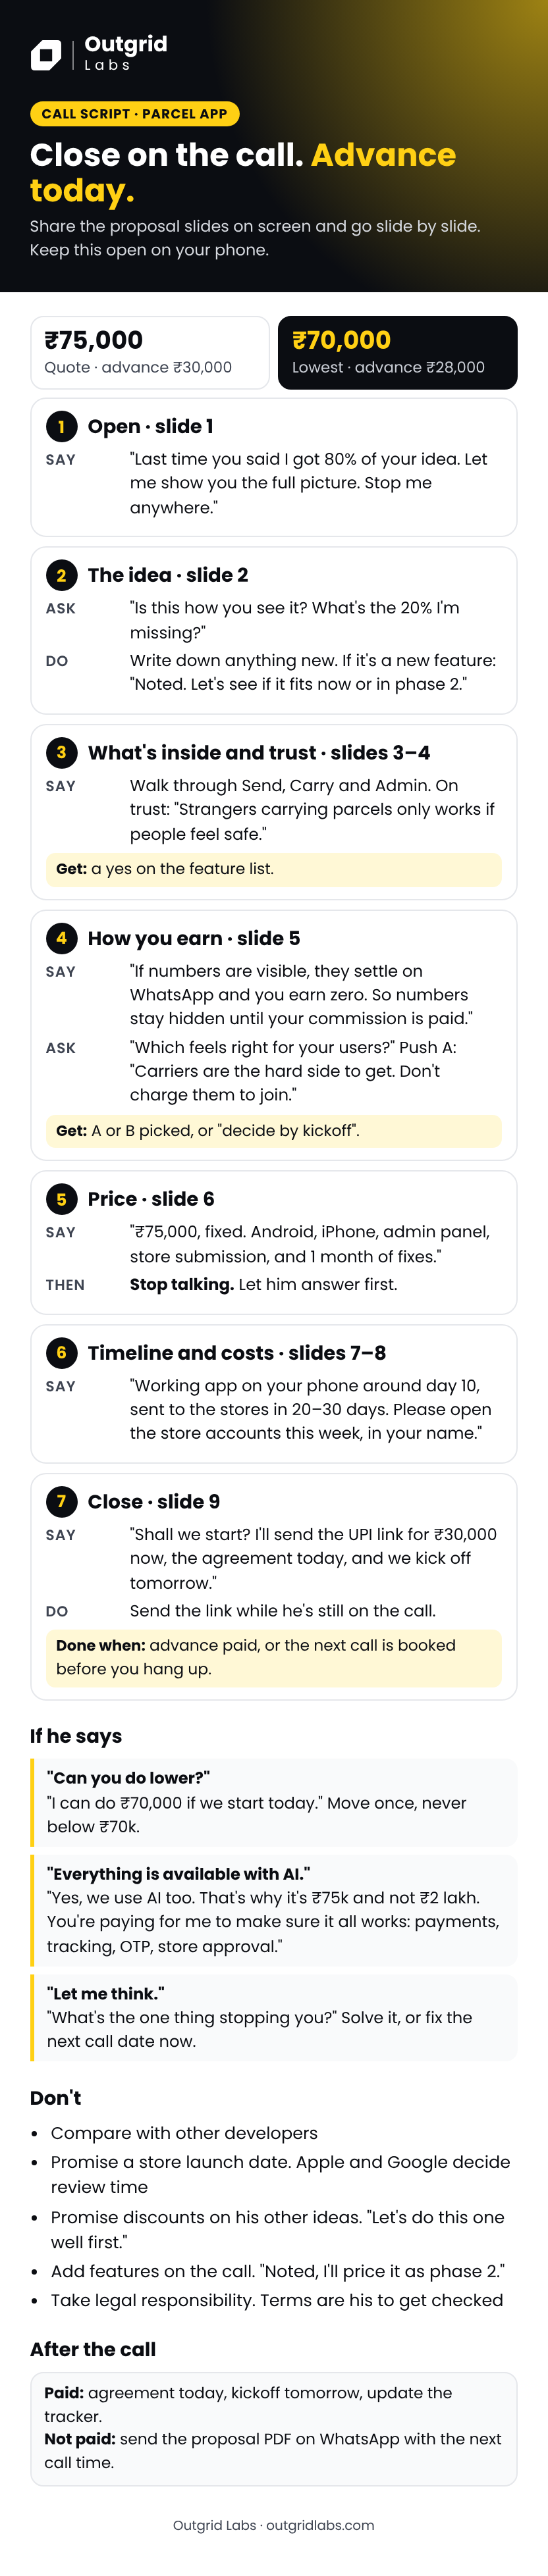 Outgrid
Labs
CALL SCRIPT · PARCEL APP
Close on the call. Advance
today.
Share the proposal slides on screen and go slide by slide.
Keep this open on your phone.
₹75,000
Quote · advance ₹30,000
₹70,000
Lowest · advance ₹28,000
1 Open · slide 1
SAY "Last time you said I got 80% of your idea. Let
me show you the full picture. Stop me
anywhere."
2 The idea · slide 2
ASK "Is this how you see it? What's the 20% I'm
missing?"
DO Write down anything new. If it's a new feature:
"Noted. Let's see if it fits now or in phase 2."
3 What's inside and trust · slides 3–4
SAY Walk through Send, Carry and Admin. On
trust: "Strangers carrying parcels only works if
people feel safe."
Get: a yes on the feature list.
4 How you earn · slide 5
SAY "If numbers are visible, they settle on
WhatsApp and you earn zero. So numbers
stay hidden until your commission is paid."
ASK "Which feels right for your users?" Push A:
"Carriers are the hard side to get. Don't
charge them to join."
Get: A or B picked, or "decide by kickoff".
5 Price · slide 6
SAY "₹75,000, fixed. Android, iPhone, admin panel,
store submission, and 1 month of fixes."
THEN Stop talking. Let him answer first.
6 Timeline and costs · slides 7–8
SAY "Working app on your phone around day 10,
sent to the stores in 20–30 days. Please open
the store accounts this week, in your name."
7 Close · slide 9
SAY "Shall we start? I'll send the UPI link for ₹30,000
now, the agreement today, and we kick off
tomorrow."
DO Send the link while he's still on the call.
Done when: advance paid, or the next call is booked
before you hang up.
If he says
"Can you do lower?"
"I can do ₹70,000 if we start today." Move once, never
below ₹70k.
"Everything is available with AI."
"Yes, we use AI too. That's why it's ₹75k and not ₹2 lakh.
You're paying for me to make sure it all works: payments,
tracking, OTP, store approval."
"Let me think."
"What's the one thing stopping you?" Solve it, or fix the
next call date now.
Don't
• Compare with other developers
• Promise a store launch date. Apple and Google decide
review time
• Promise discounts on his other ideas. "Let's do this one
well first."
• Add features on the call. "Noted, I'll price it as phase 2."
• Take legal responsibility. Terms are his to get checked
After the call
Paid: agreement today, kickoff tomorrow, update the
tracker.
Not paid: send the proposal PDF on WhatsApp with the next
call time.
Outgrid Labs · outgridlabs.com